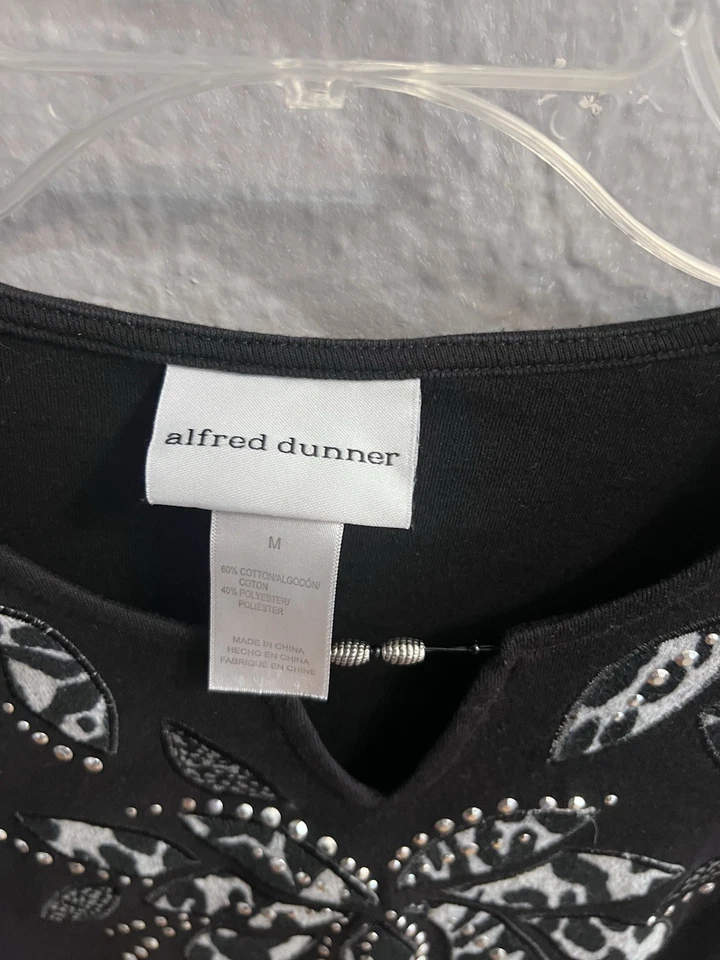 alfred dunner
M
60% COTTON/ALGODÓN/
COTON
40% POLYESTER/
POLIÉSTER
MADE IN CHINA
HECHO EN CHINA
FABRIQUÉ EN CHINE